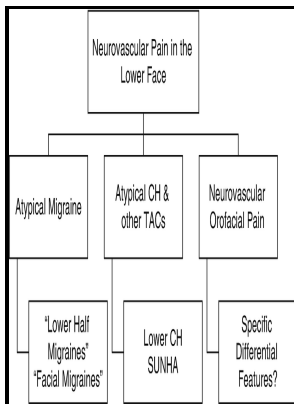 Neurovascular Pain in the
Lower Face
Atypical Migraine
Atypical CH &
other TACs
Neurovascular
Orofacial Pain
“Lower Half
Migraines”
“Facial Migraines”
Lower CH
SUNHA
Specific
Differential
Features?